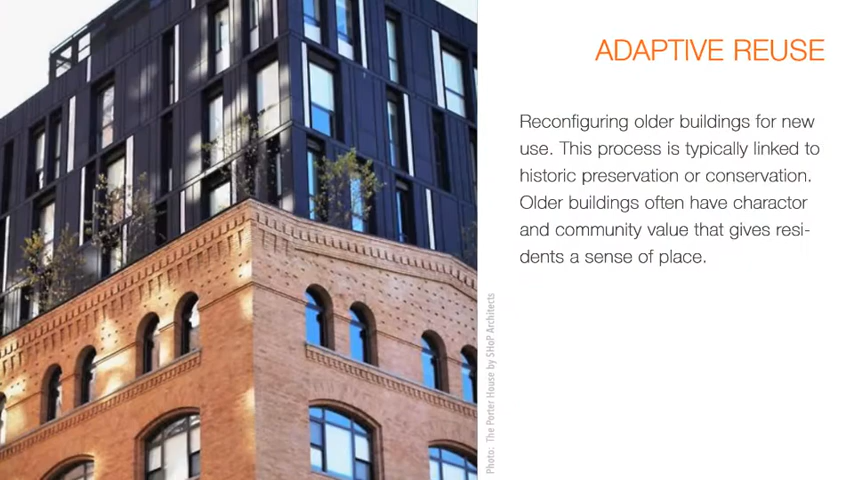 ADAPTIVE REUSE
Reconfiguring older buildings for new
use. This process is typically linked to
historic preservation or conservation.
Older buildings often have charactor
and community value that gives resi-
dents a sense of place.
Photo: The Porter House by SHoP Architects